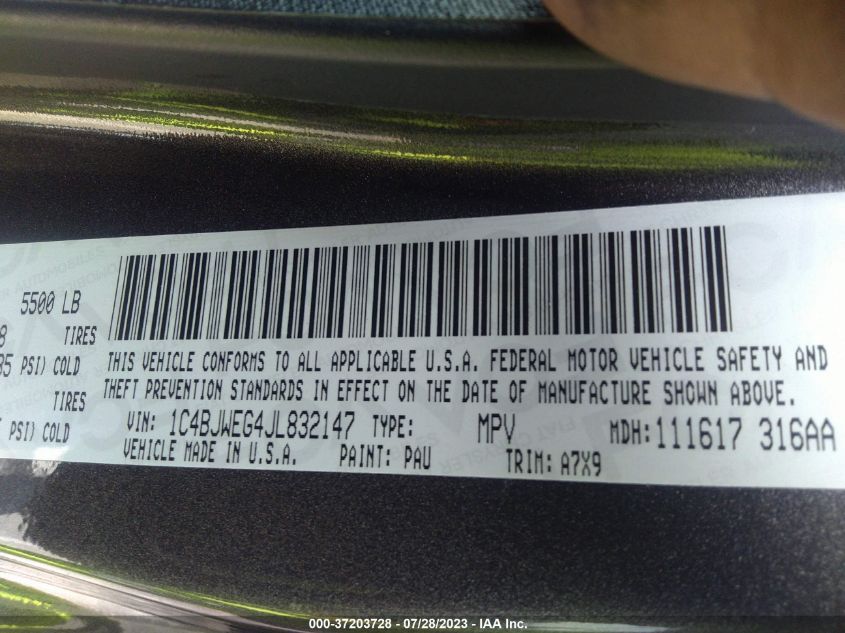 5500 LB
TIRES
PSI) COLD
TIRES
PSI) COLD
THIS VEHICLE CONFORMS TO ALL APPLICABLE U.S.A. FEDERAL MOTOR VEHICLE SAFETY AND
THEFT PREVENTION STANDARDS IN EFFECT ON THE DATE OF MANUFACTURE SHOWN ABOVE.
VIN: 1C4BJWEG4JL832147 TYPE: MPV MDH:111617 316AA
VEHICLE MADE IN U.S.A. PAINT: PAU TRIM: A7X9
000-37203728 - 07/28/2023 - IAA Inc.